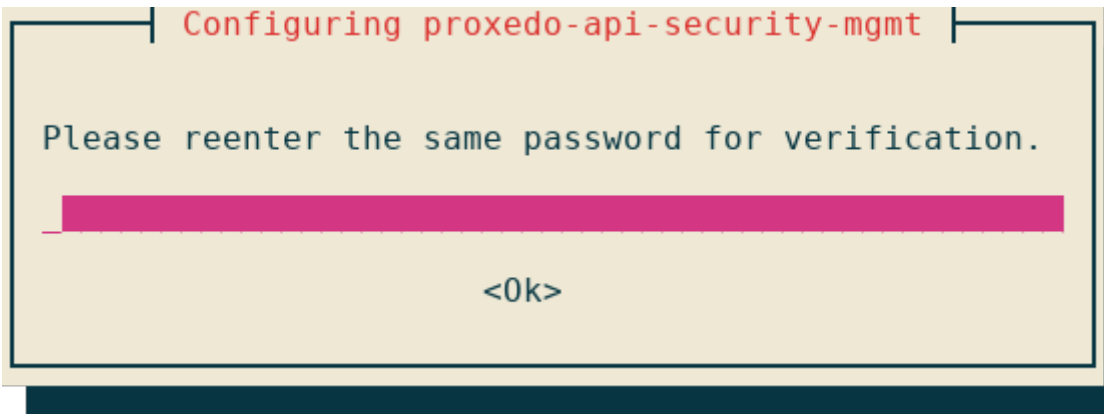 Configuring proxedo-api-security-mgmt
Please reenter the same password for verification.
<Ok>